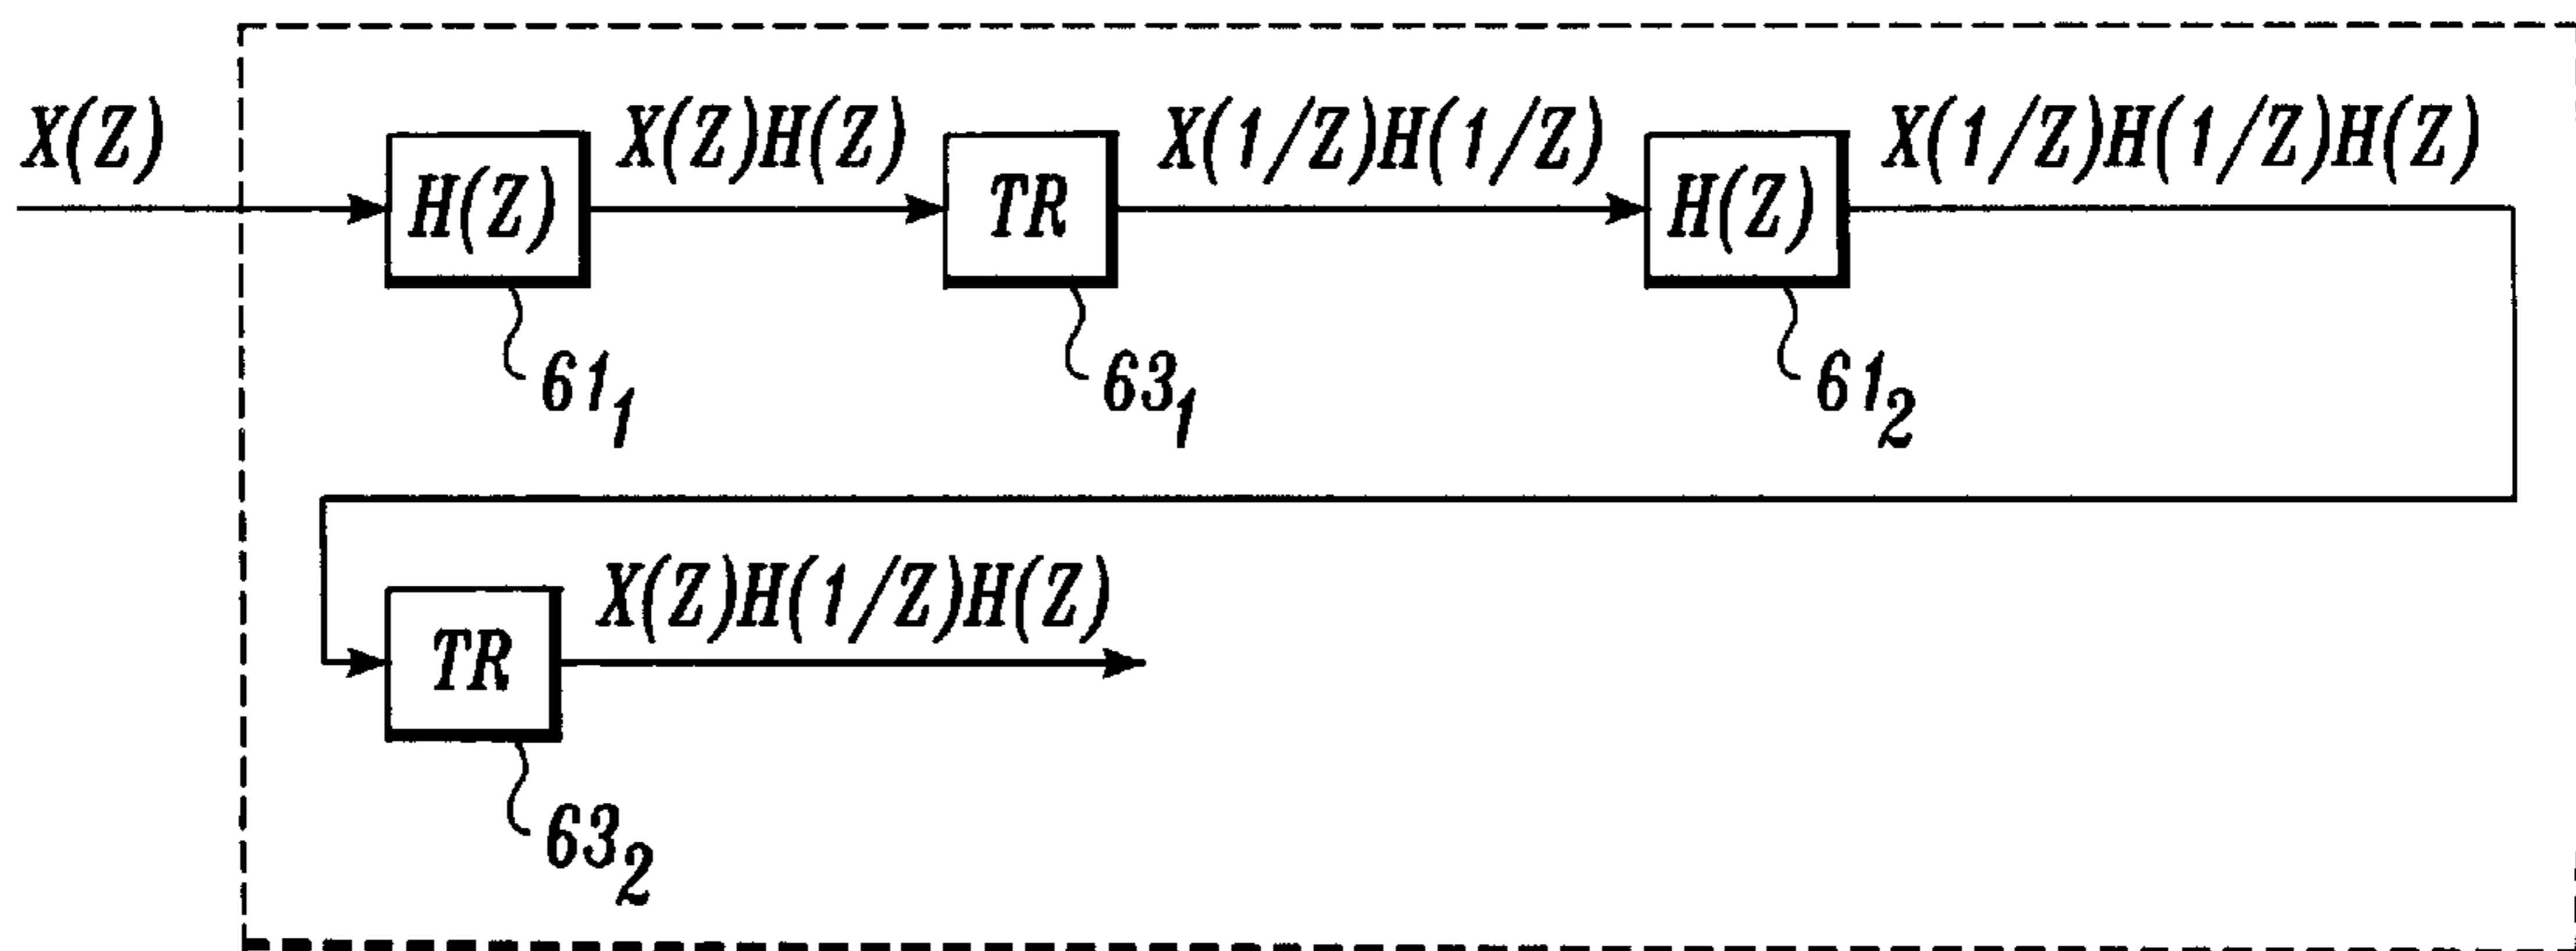 X(Z)
H(Z)
X(Z)H(Z)
TR
X(1/Z)H(1/Z)
H(Z)
X(1/Z)H(1/Z)H(Z)
61₁
63₁
61₂
TR
X(Z)H(1/Z)H(Z)
63₂